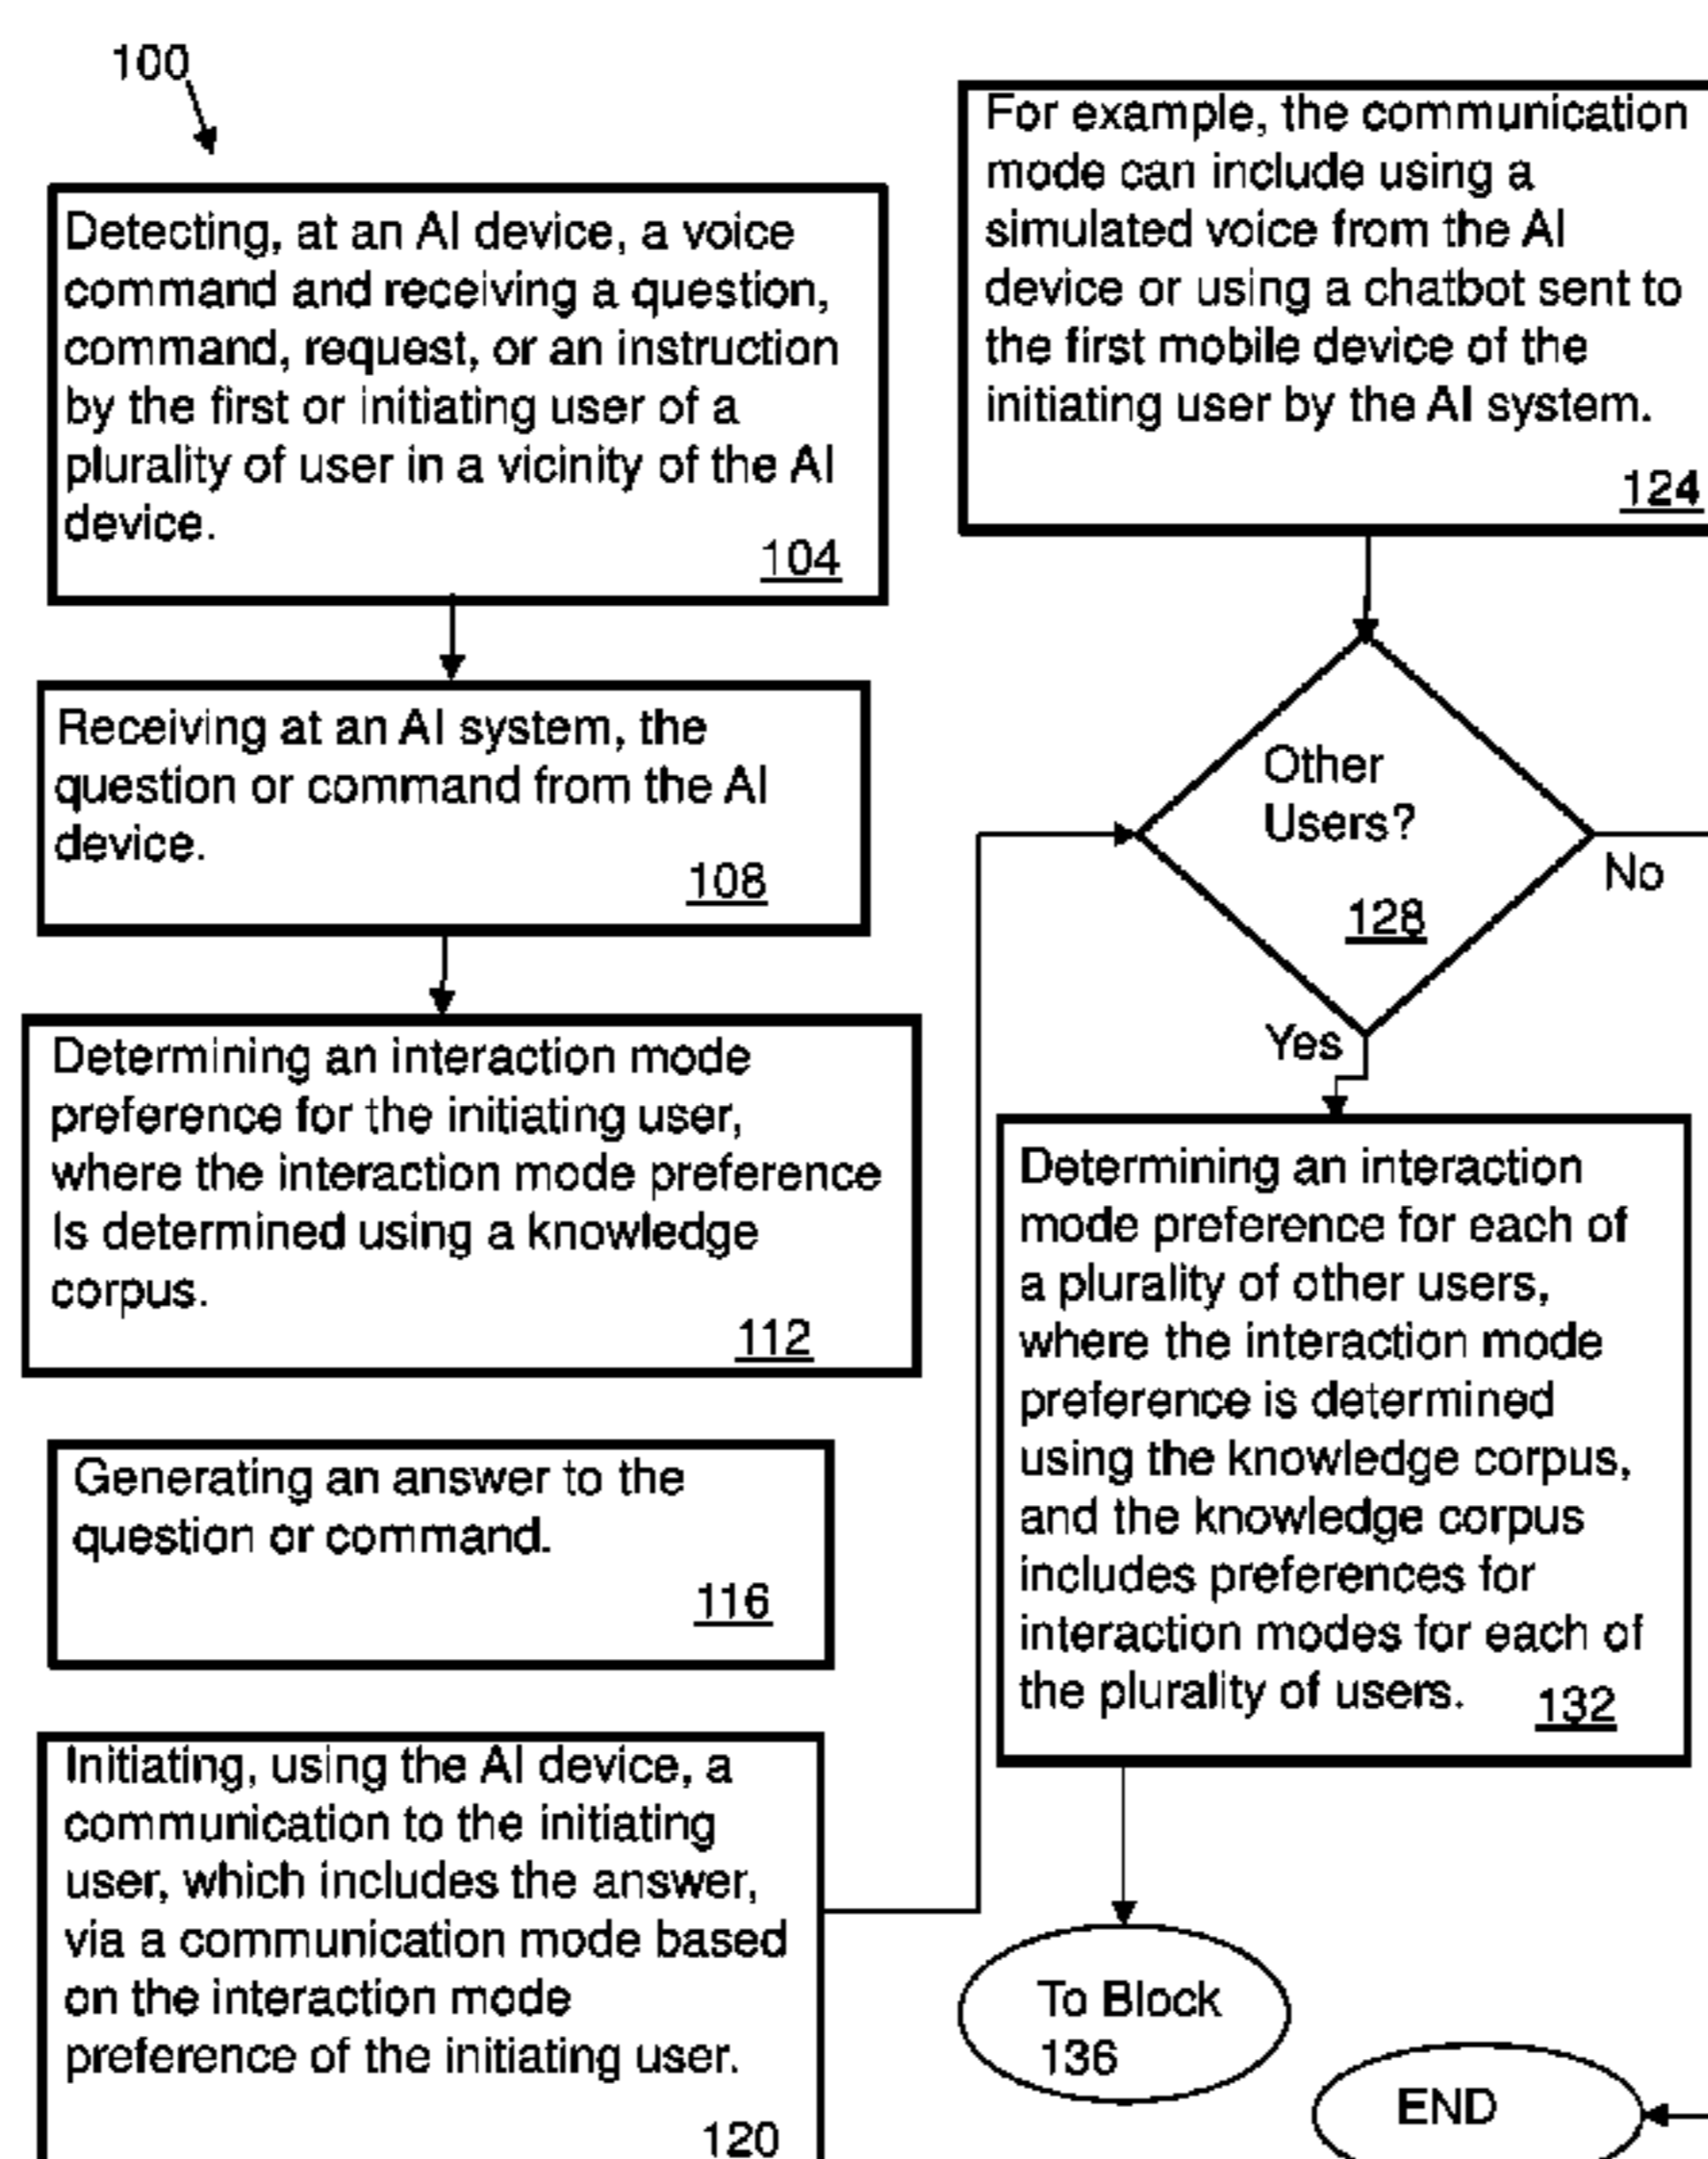 100
Detecting, at an AI device, a voice
command and receiving a question,
command, request, or an instruction
by the first or initiating user of a
plurality of user in a vicinity of the AI
device.
104
Receiving at an AI system, the
question or command from the AI
device.
108
Determining an interaction mode
preference for the initiating user,
where the interaction mode preference
Is determined using a knowledge
corpus.
112
Generating an answer to the
question or command.
116
Initiating, using the AI device, a
communication to the initiating
user, which includes the answer,
via a communication mode based
on the interaction mode
preference of the initiating user.
120
For example, the communication
mode can include using a
simulated voice from the AI
device or using a chatbot sent to
the first mobile device of the
initiating user by the AI system.
124
Other
Users?
128
No
Yes
Determining an interaction
mode preference for each of
a plurality of other users,
where the interaction mode
preference is determined
using the knowledge corpus,
and the knowledge corpus
includes preferences for
interaction modes for each of
the plurality of users.
132
To Block
136
END